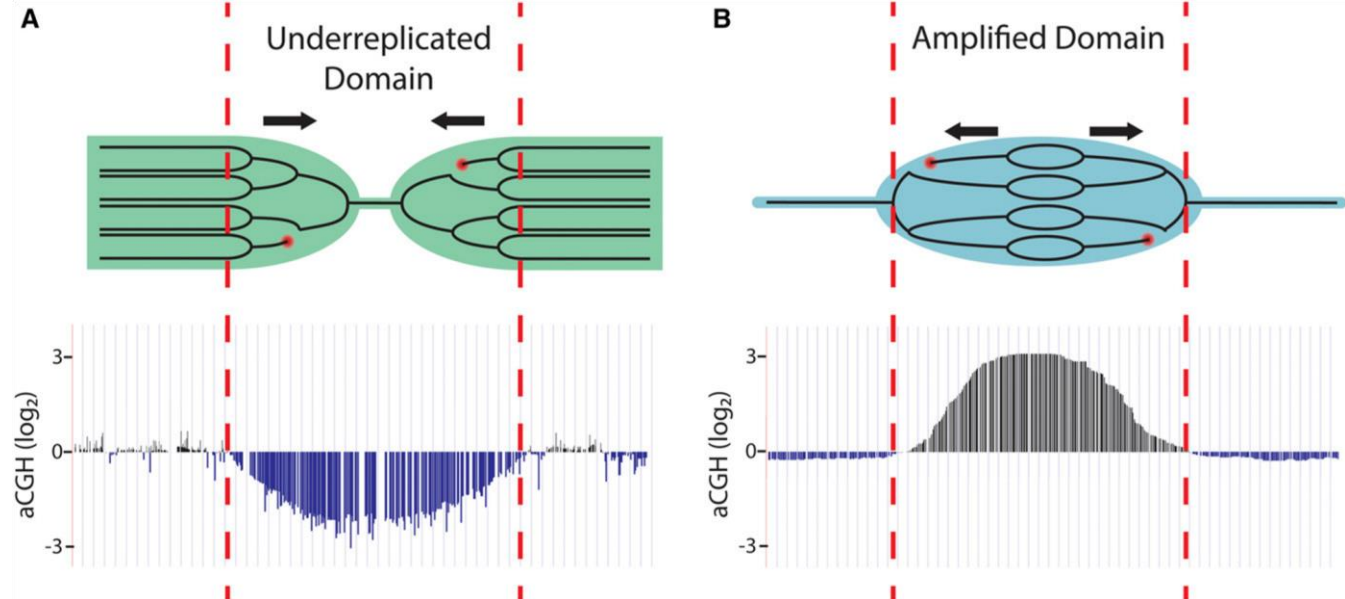 A
Underreplicated
Domain
aCGH (log₂)
3
0
-3
B
Amplified Domain
aCGH (log₂)
3
0
-3